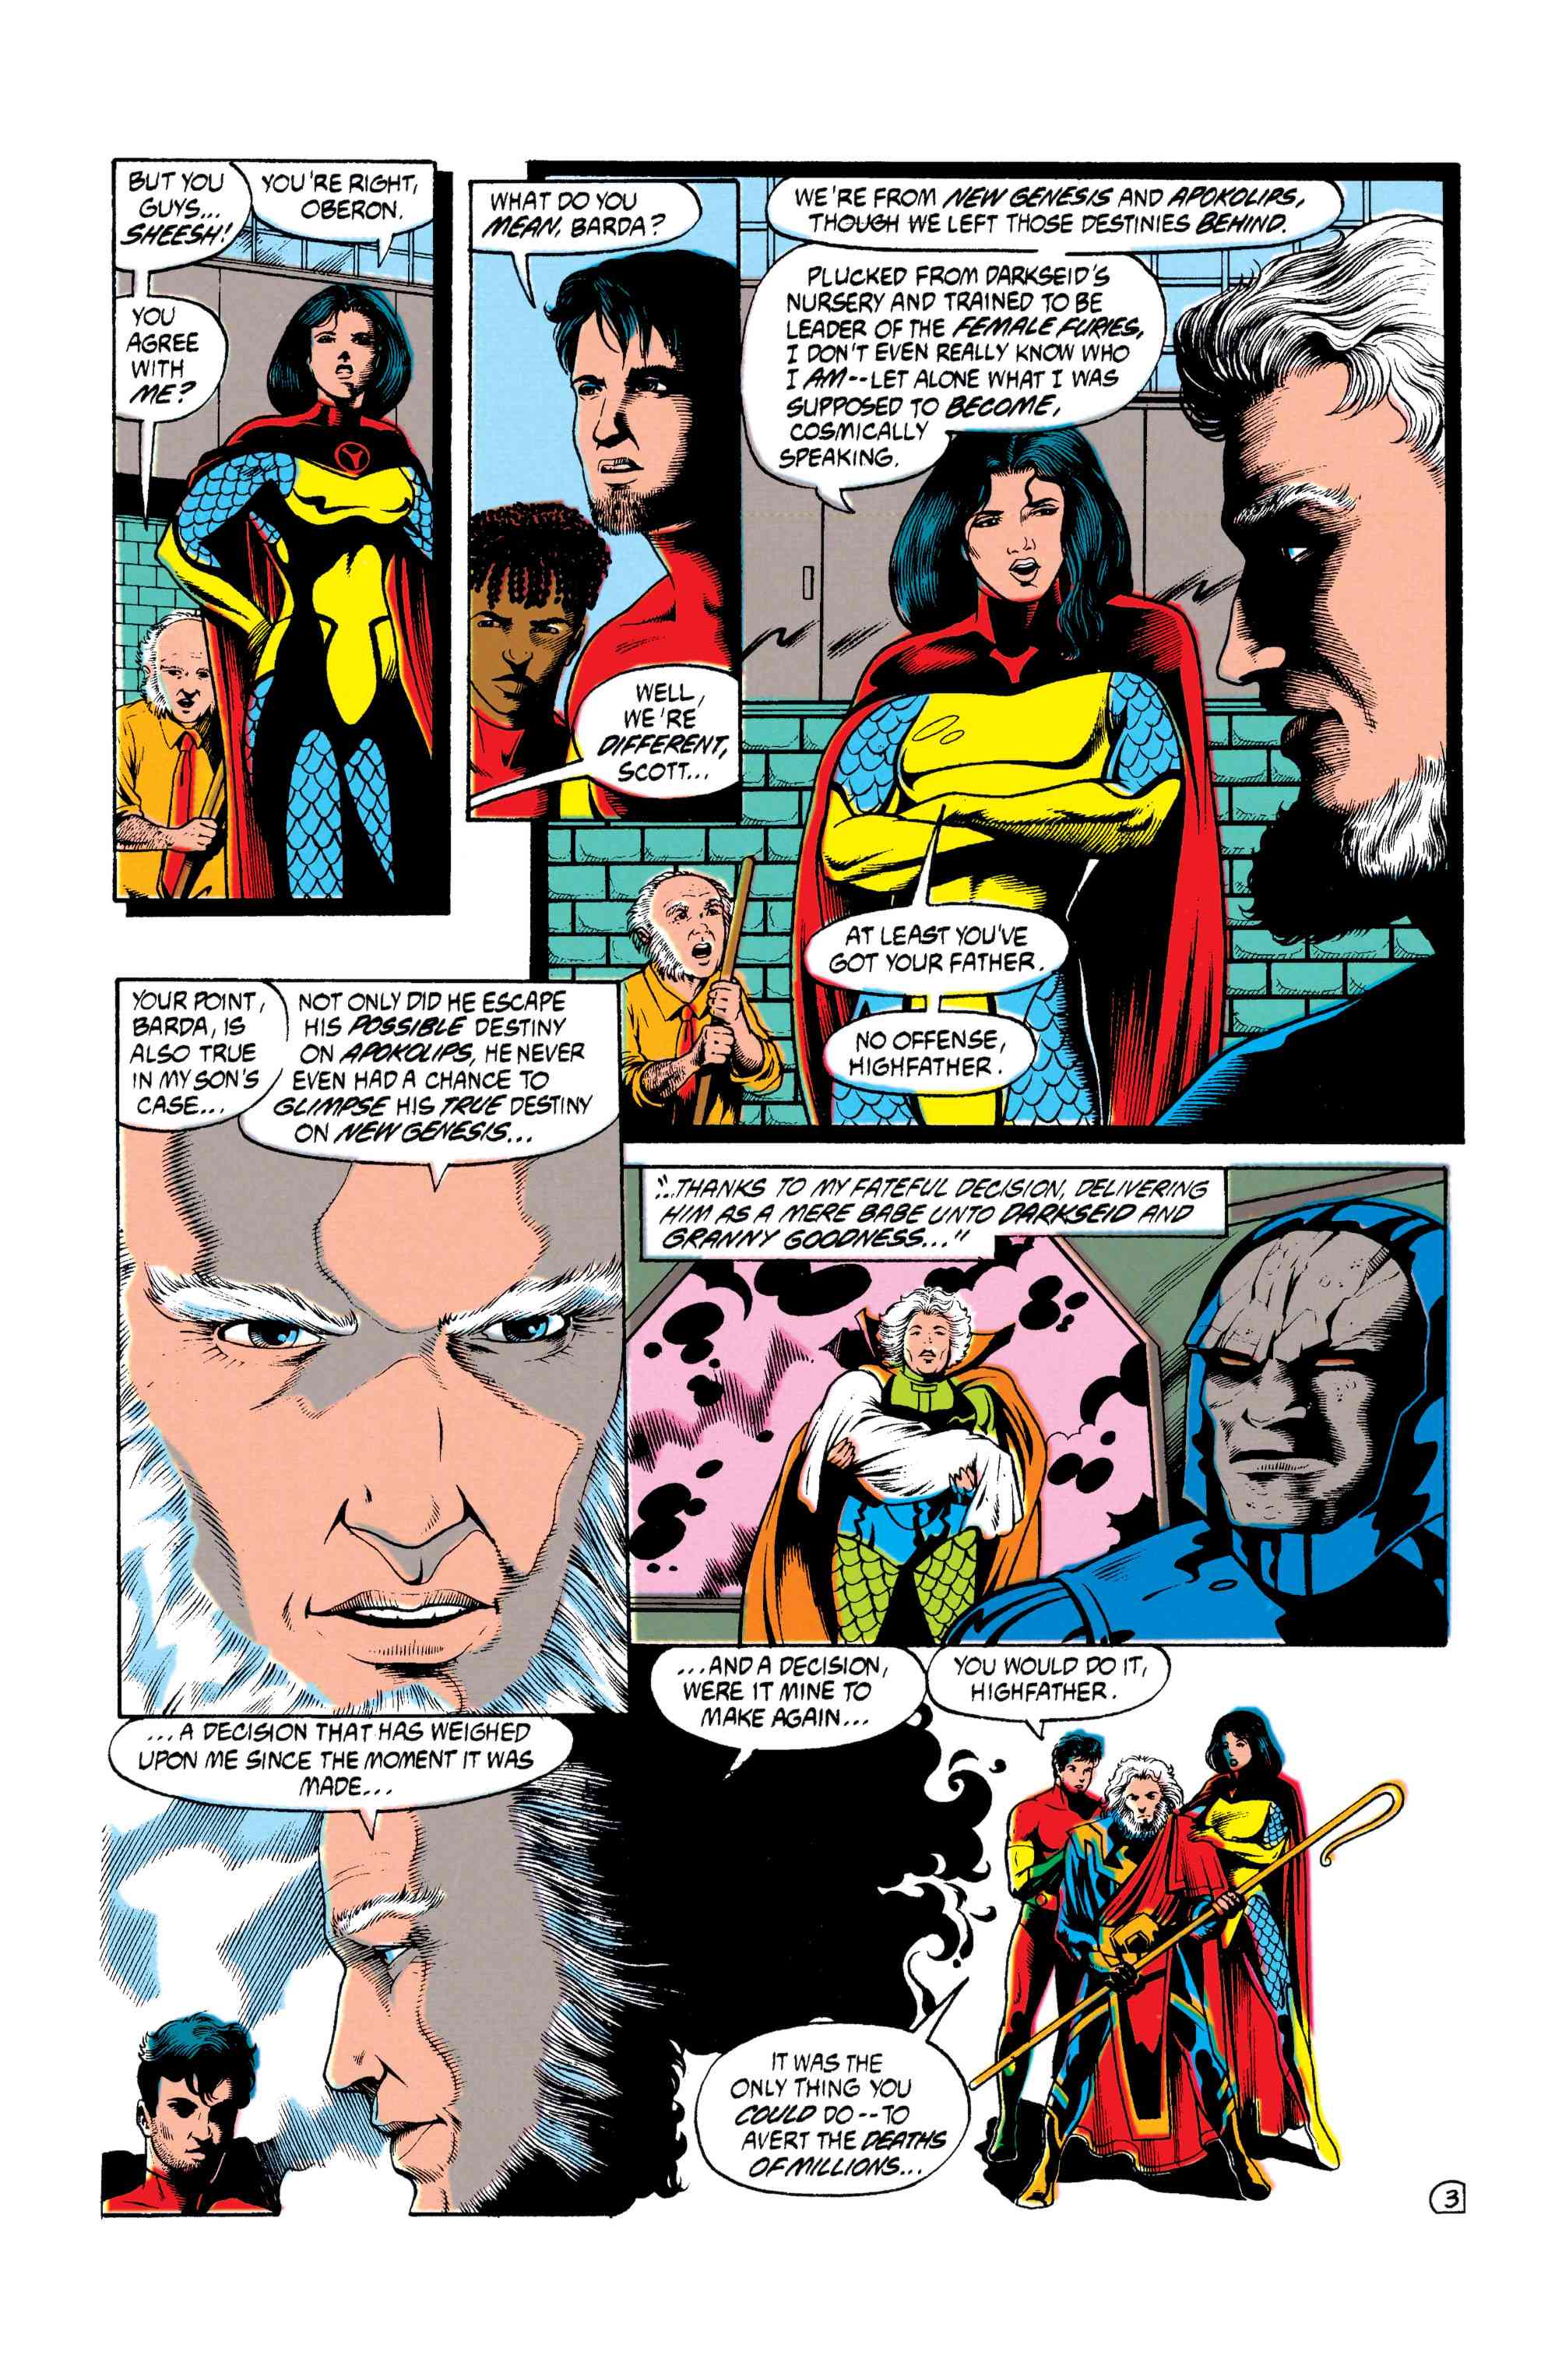 BUT YOU
GUYS...
SHEESH!
YOU'RE RIGHT,
OBERON.
YOU
AGREE
WITH
ME?
WHAT DO YOU
MEAN, BARDA?
WELL,
WE'RE
DIFFERENT,
SCOTT...
WE'RE FROM NEW GENESIS AND APOKOLIPS,
THOUGH WE LEFT THOSE DESTINIES BEHIND.
PLUCKED FROM DARKSEID'S
NURSERY AND TRAINED TO BE
LEADER OF THE FEMALE FURIES,
I DON'T EVEN REALLY KNOW WHO
I AM--LET ALONE WHAT I WAS
SUPPOSED TO BECOME,
COSMICALLY
SPEAKING.
AT LEAST YOU'VE
GOT YOUR FATHER.
NO OFFENSE,
HIGHFATHER.
YOUR POINT,
BARDA, IS
ALSO TRUE
IN MY SON'S
CASE...
NOT ONLY DID HE ESCAPE
HIS POSSIBLE DESTINY
ON APOKOLIPS, HE NEVER
EVEN HAD A CHANCE TO
GLIMPSE HIS TRUE DESTINY
ON NEW GENESIS...
"...THANKS TO MY FATEFUL DECISION, DELIVERING
HIM AS A MERE BABE UNTO DARKSEID AND
GRANNY GOODNESS..."
...A DECISION THAT HAS WEIGHED
UPON ME SINCE THE MOMENT IT WAS
MADE...
...AND A DECISION,
WERE IT MINE TO
MAKE AGAIN...
YOU WOULD DO IT,
HIGHFATHER.
IT WAS THE
ONLY THING YOU
COULD DO--TO
AVERT THE DEATHS
OF MILLIONS...
3